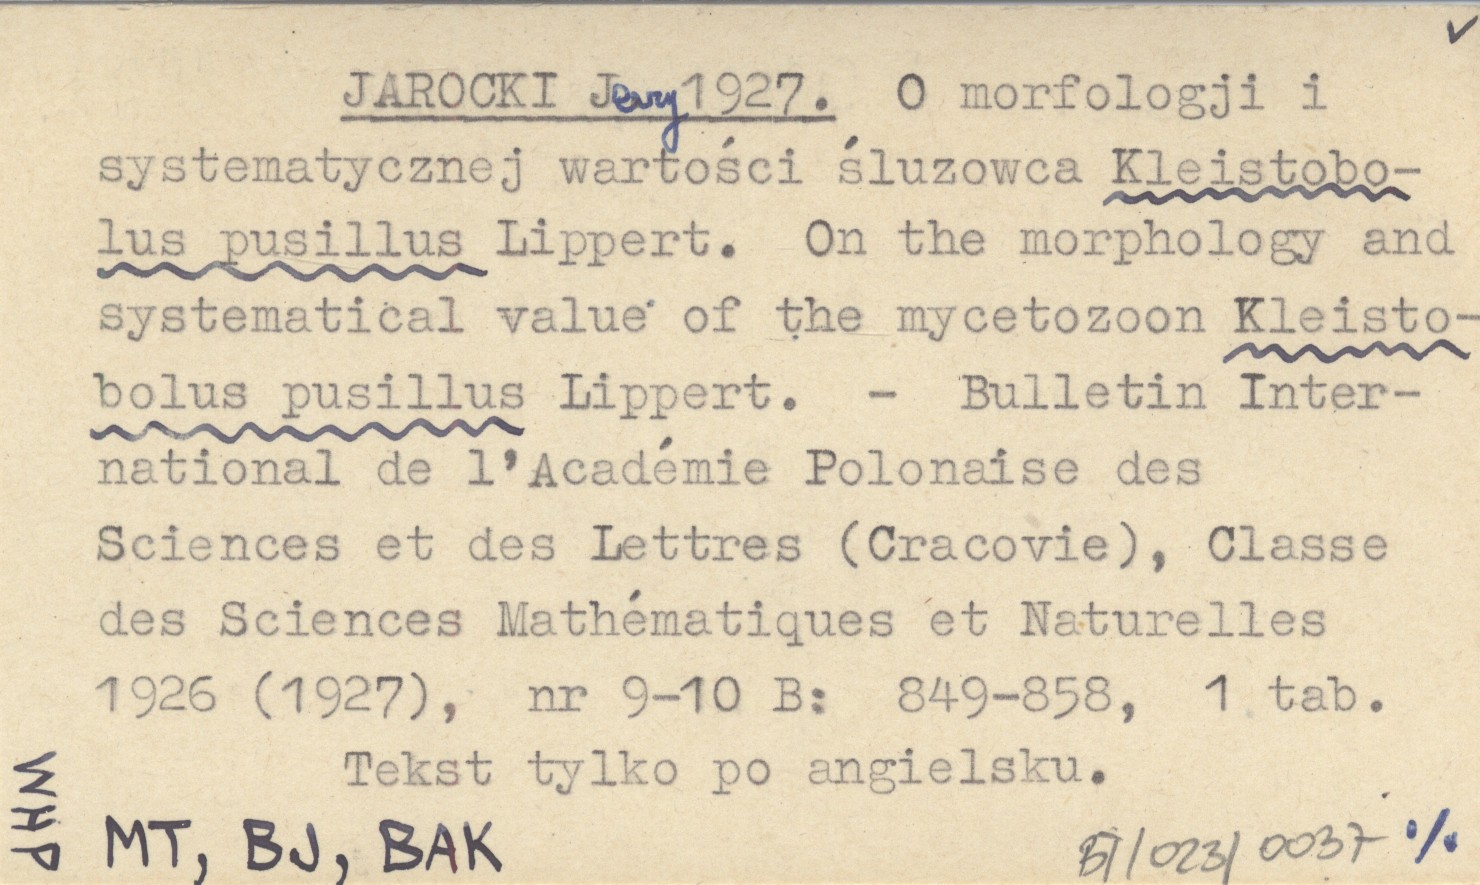 JAROCKI Jerzy 1927. O morfologji i
systematycznej wartości śluzowca Kleistobo-
lus pusillus Lippert. On the morphology and
systematical value of the mycetozoon Kleisto-
bolus pusillus Lippert. - Bulletin Inter-
national de l'Académie Polonaise des
Sciences et des Lettres (Cracovie), Classe
des Sciences Mathématiques et Naturelles
1926 (1927), nr 9-10 B: 849-858, 1 tab.
Tekst tylko po angielsku.
WHP
MT, BJ, BAK
BT/023/0037 ·/.